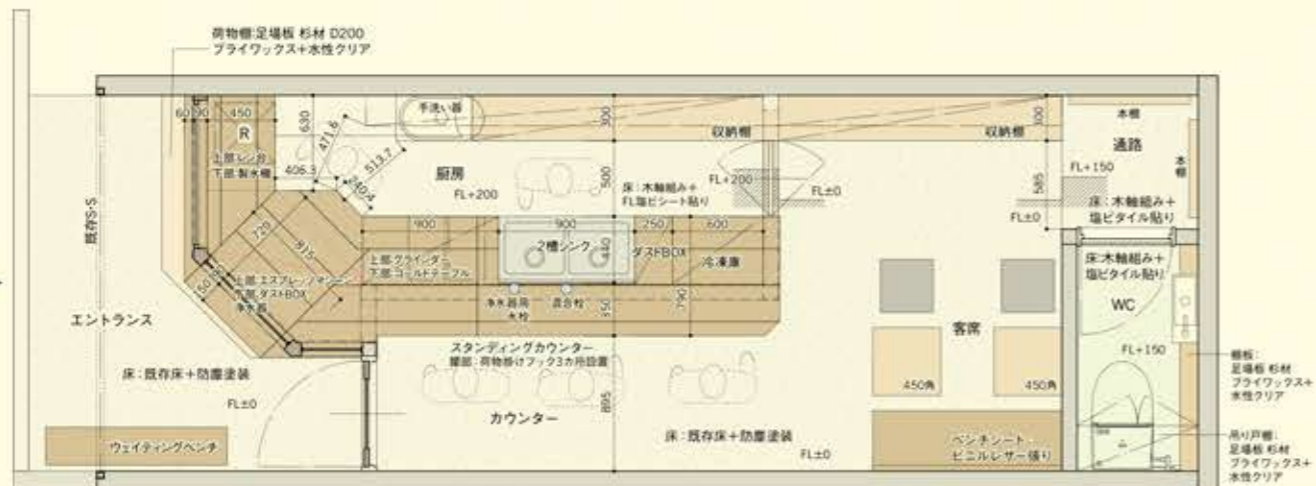 荷物棚:足場板 杉材 D200
ブライワックス+水性クリア
既存S・S
60
90
450
R
上部:レンジ台
下部:製氷機
630
471.6
406.3
513.7
240.4
手洗い器
厨房
FL+200
300
500
収納棚
床:木軸組み+
FL塩ビシート貼り
FL+200
FL±0
収納棚
300
585
FL±0
本棚
通路
本棚
FL+150
床:木軸組み+
塩ビタイル貼り
床:木軸組み+
塩ビタイル貼り
WC
FL+150
720
815
150
上部:エスプレッソマシーン
下部:ダストBOX
浄水器
900
上部:グラインダー
下部:コールドテーブル
900
2槽シンク
440
250
ダストBOX
600
冷凍庫
790
浄水器用
水栓
混合栓
350
エントランス
床:既存床+防塵塗装
FL±0
ウェイティングベンチ
スタンディングカウンター
腰部:荷物掛けフック3カ所設置
895
カウンター
床:既存床+防塵塗装
FL±0
客席
450角
450角
ベンチシート:
ビニルレザー張り
棚板:
足場板 杉材
ブライワックス+
水性クリア
吊り戸棚:
足場板 杉材
ブライワックス+
水性クリア